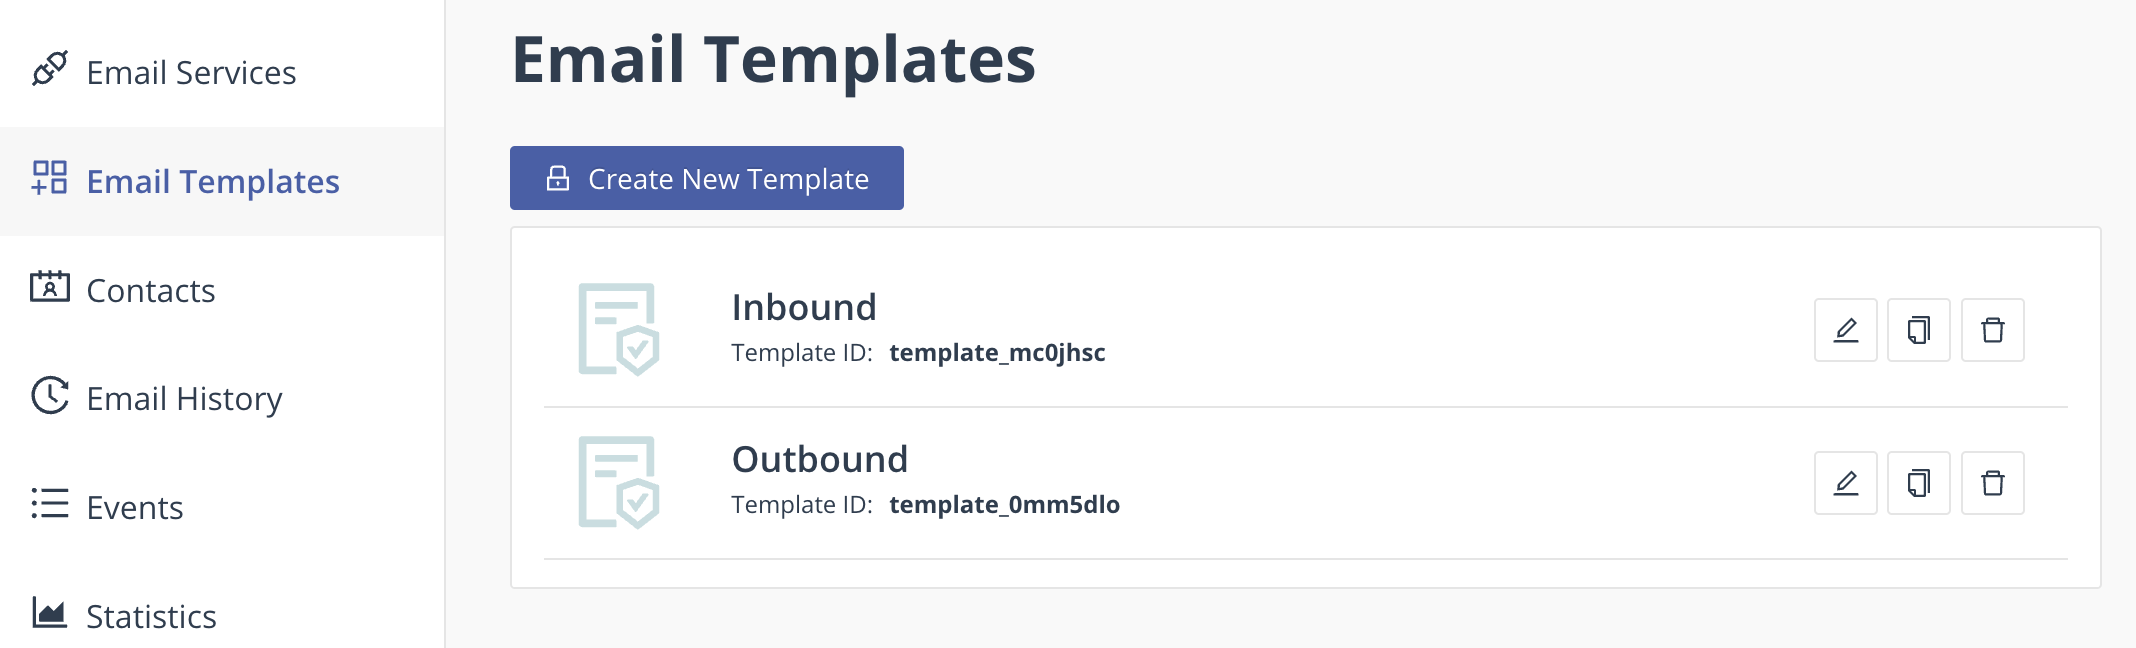 Email Services
Email Templates
Contacts
Email History
Events
Statistics
Email Templates
Create New Template
Inbound
Template ID: template_mc0jhsc
Outbound
Template ID: template_0mm5dlo